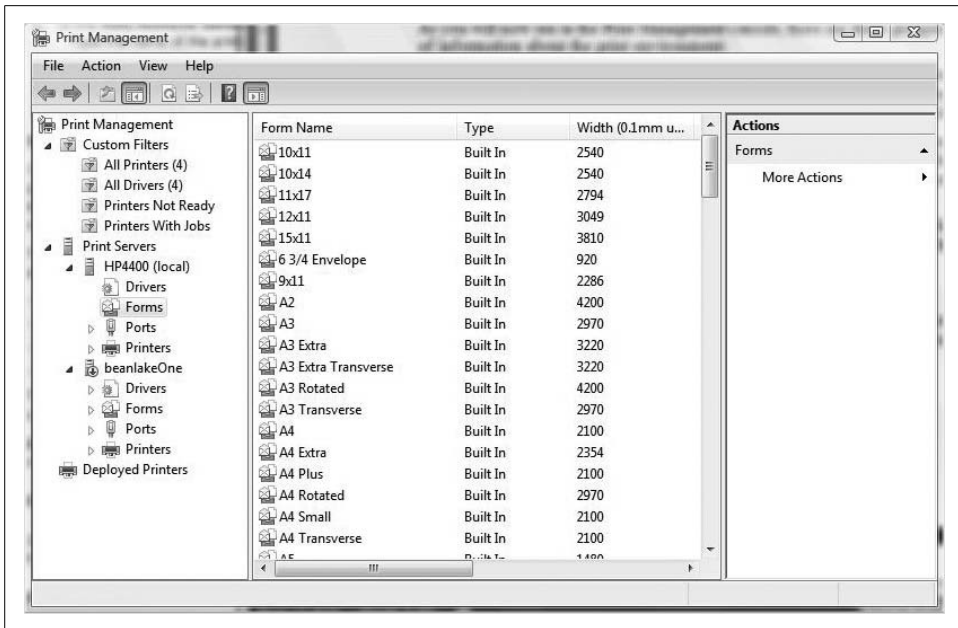 Print Management
File Action View Help
Print Management
Custom Filters
All Printers (4)
All Drivers (4)
Printers Not Ready
Printers With Jobs
Print Servers
HP4400 (local)
Drivers
Forms
Ports
Printers
beanlakeOne
Drivers
Forms
Ports
Printers
Deployed Printers
Form Name Type Width (0.1mm u...
10x11 Built In 2540
10x14 Built In 2540
11x17 Built In 2794
12x11 Built In 3049
15x11 Built In 3810
6 3/4 Envelope Built In 920
9x11 Built In 2286
A2 Built In 4200
A3 Built In 2970
A3 Extra Built In 3220
A3 Extra Transverse Built In 3220
A3 Rotated Built In 4200
A3 Transverse Built In 2970
A4 Built In 2100
A4 Extra Built In 2354
A4 Plus Built In 2100
A4 Rotated Built In 2970
A4 Small Built In 2100
A4 Transverse Built In 2100
Actions
Forms
More Actions